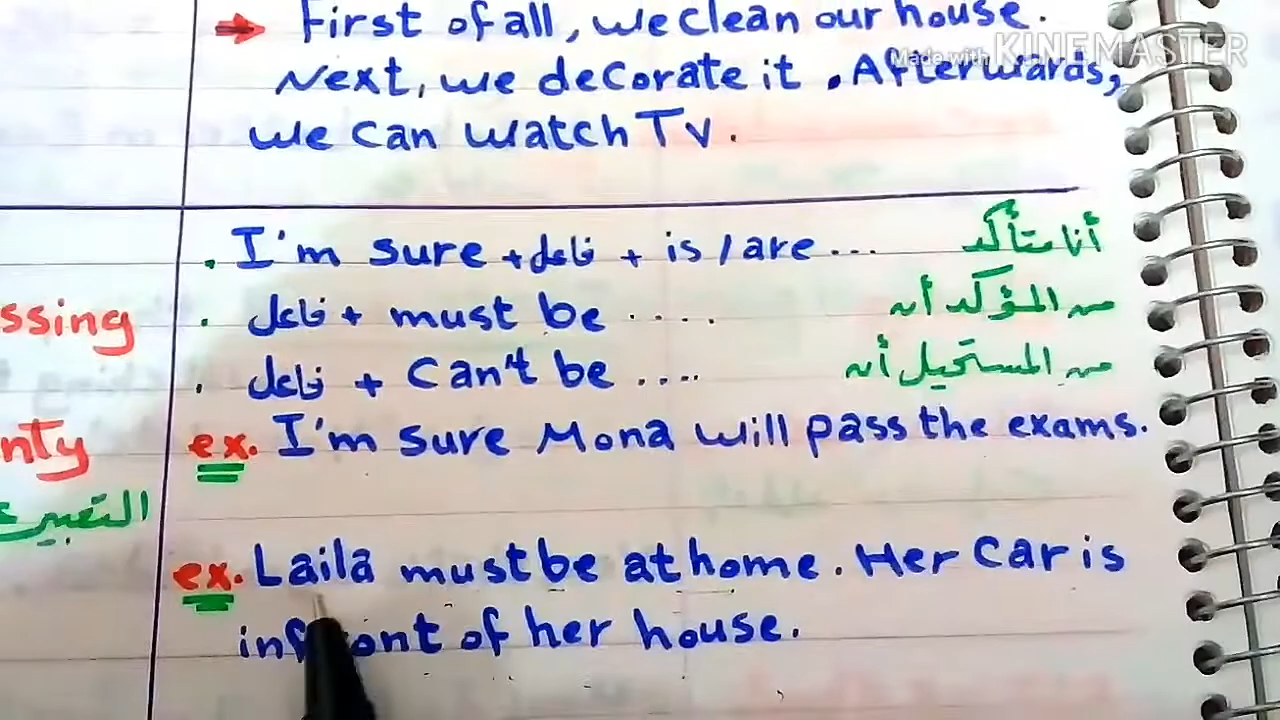 → First of all, we clean our house.
Made with KINEMASTER
Next, we decorate it. Afterwards,
we can watch TV.
. I'm sure + فاعل + is / are ... أنا متأكد
ssing . فاعل + must be .... من المؤكد أنه
. فاعل + Can't be .... من المستحيل أنه
nty ex. I'm sure Mona will pass the exams.
التعبير
ex. Laila must be at home. Her Car is
in front of her house.